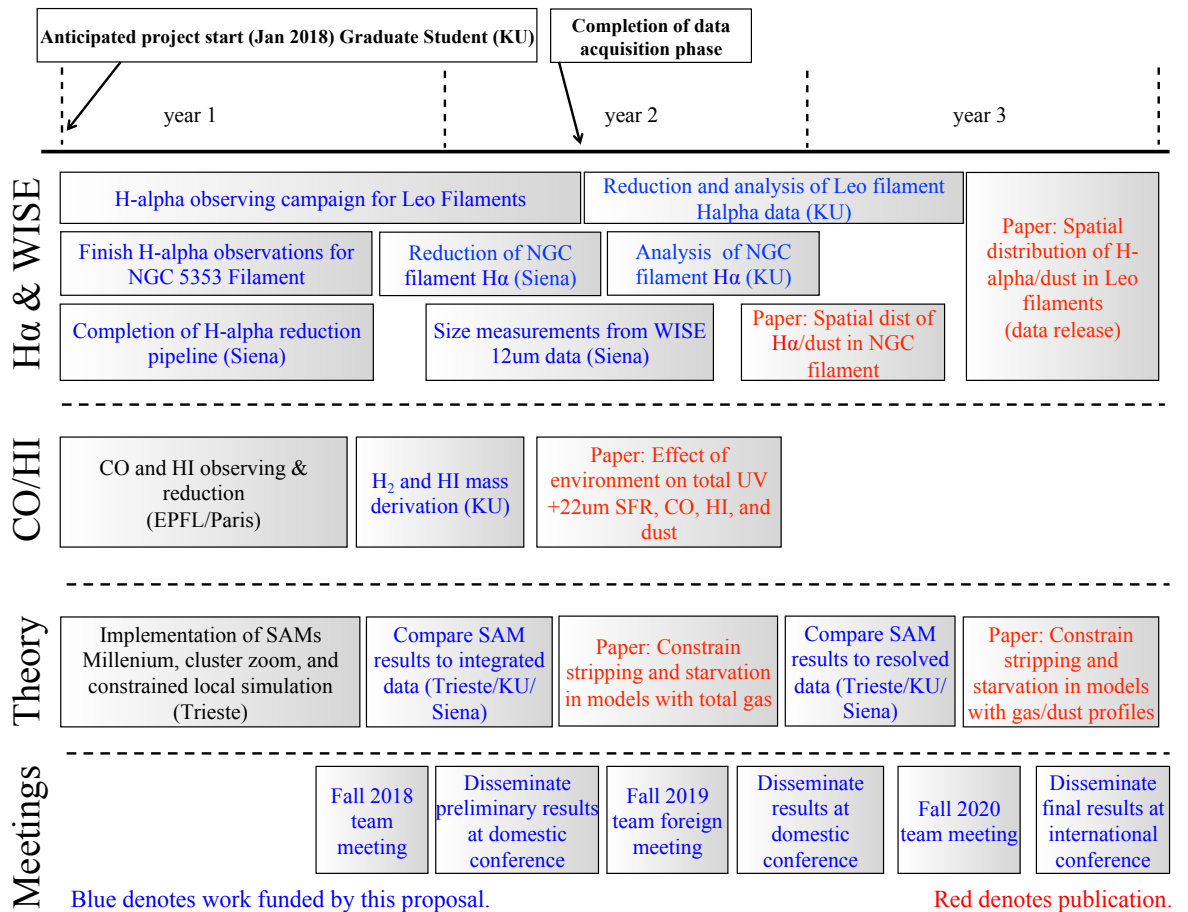 Anticipated project start (Jan 2018) Graduate Student (KU)
Completion of data
acquisition phase
year 1
year 2
year 3
Hα & WISE
H-alpha observing campaign for Leo Filaments
Reduction and analysis of Leo filament
Halpha data (KU)
Paper: Spatial
distribution of H-
alpha/dust in Leo
filaments
(data release)
Finish H-alpha observations for
NGC 5353 Filament
Reduction of NGC
filament Hα (Siena)
Analysis of NGC
filament Hα (KU)
Completion of H-alpha reduction
pipeline (Siena)
Size measurements from WISE
12um data (Siena)
Paper: Spatial dist of
Hα/dust in NGC
filament
CO/HI
CO and HI observing &
reduction
(EPFL/Paris)
H₂ and HI mass
derivation (KU)
Paper: Effect of
environment on total UV
+22um SFR, CO, HI, and
dust
Theory
Implementation of SAMs
Millenium, cluster zoom, and
constrained local simulation
(Trieste)
Compare SAM
results to integrated
data (Trieste/KU/
Siena)
Paper: Constrain
stripping and starvation
in models with total gas
Compare SAM
results to resolved
data (Trieste/KU/
Siena)
Paper: Constrain
stripping and
starvation in models
with gas/dust profiles
Meetings
Fall 2018
team
meeting
Disseminate
preliminary results
at domestic
conference
Fall 2019
team foreign
meeting
Disseminate
results at
domestic
conference
Fall 2020
team meeting
Disseminate
final results at
international
conference
Blue denotes work funded by this proposal.
Red denotes publication.